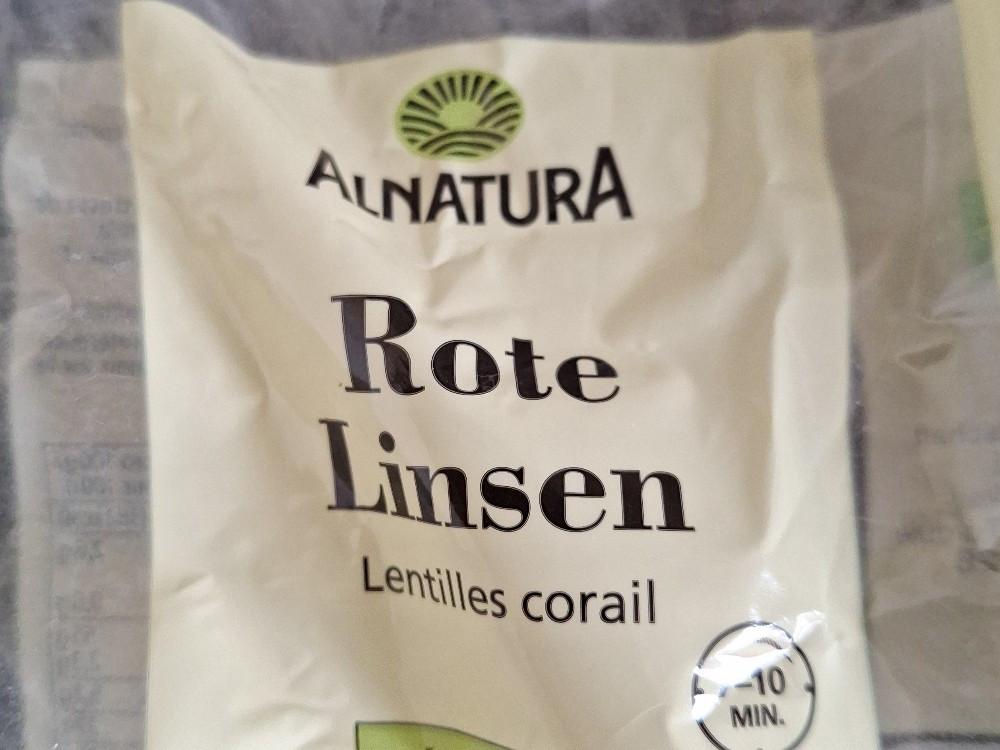 ALNATURA
Rote
Linsen
Lentilles corail
–10
MIN.